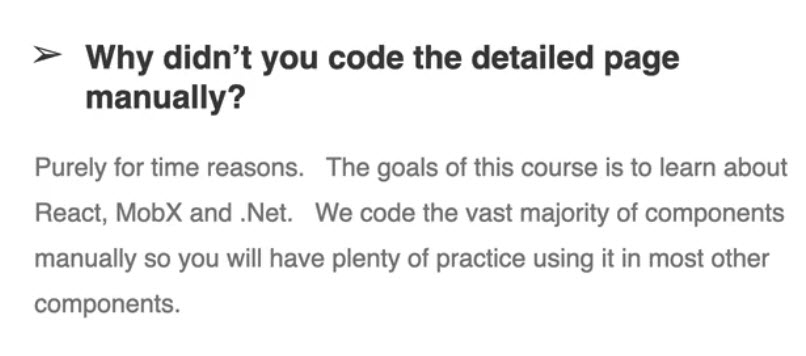 ➢ Why didn’t you code the detailed page
manually?
Purely for time reasons. The goals of this course is to learn about
React, MobX and .Net. We code the vast majority of components
manually so you will have plenty of practice using it in most other
components.